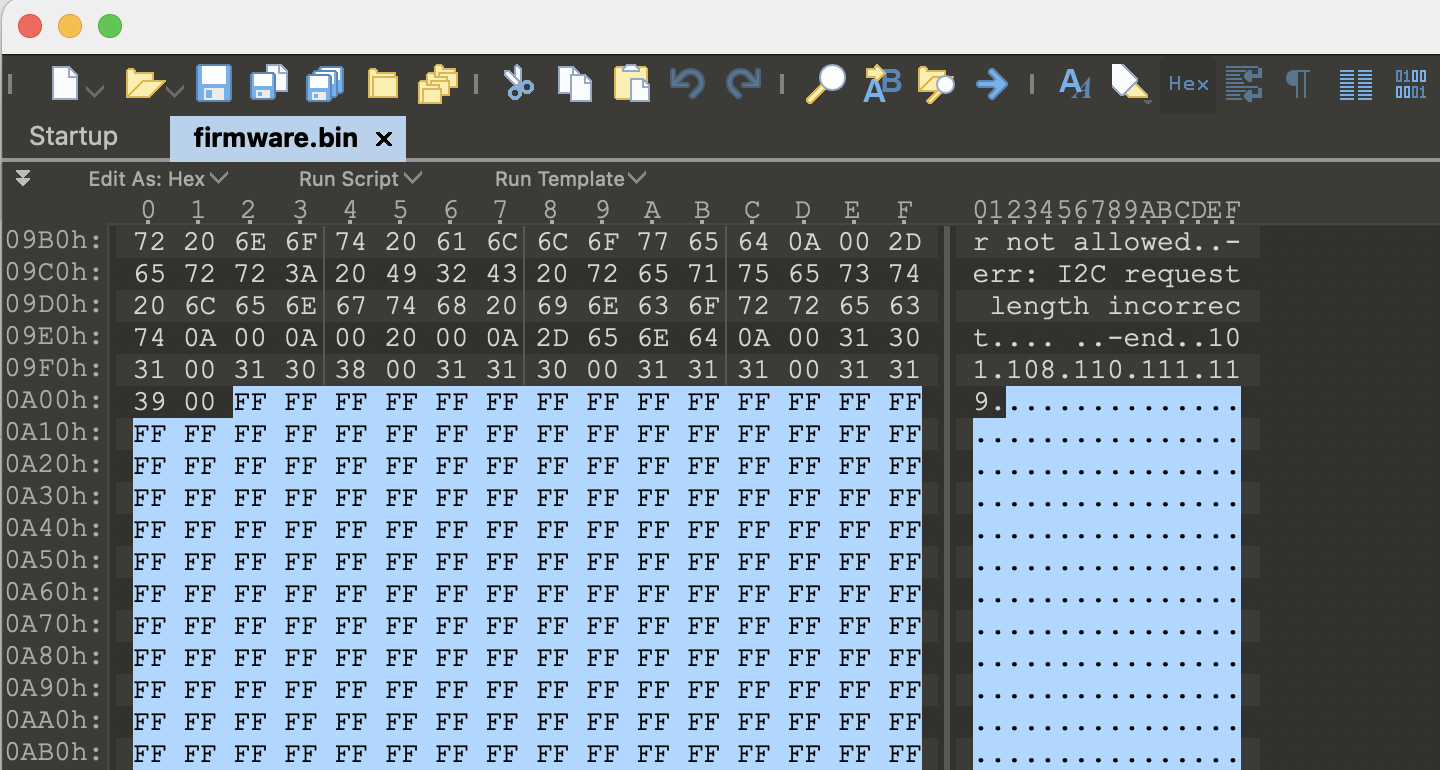 Hex
0100
0001
Startup
firmware.bin ×
Edit As: Hex Run Script Run Template
0 1 2 3 4 5 6 7 8 9 A B C D E F 0123456789ABCDEF
09B0h: 72 20 6E 6F 74 20 61 6C 6C 6F 77 65 64 0A 00 2D r not allowed..-
09C0h: 65 72 72 3A 20 49 32 43 20 72 65 71 75 65 73 74 err: I2C request
09D0h: 20 6C 65 6E 67 74 68 20 69 6E 63 6F 72 72 65 63 length incorrec
09E0h: 74 0A 00 0A 00 20 00 0A 2D 65 6E 64 0A 00 31 30 t.... ..-end..10
09F0h: 31 00 31 30 38 00 31 31 30 00 31 31 31 00 31 31 1.108.110.111.11
0A00h: 39 00 FF FF FF FF FF FF FF FF FF FF FF FF FF FF 9...............
0A10h: FF FF FF FF FF FF FF FF FF FF FF FF FF FF FF FF ................
0A20h: FF FF FF FF FF FF FF FF FF FF FF FF FF FF FF FF ................
0A30h: FF FF FF FF FF FF FF FF FF FF FF FF FF FF FF FF ................
0A40h: FF FF FF FF FF FF FF FF FF FF FF FF FF FF FF FF ................
0A50h: FF FF FF FF FF FF FF FF FF FF FF FF FF FF FF FF ................
0A60h: FF FF FF FF FF FF FF FF FF FF FF FF FF FF FF FF ................
0A70h: FF FF FF FF FF FF FF FF FF FF FF FF FF FF FF FF ................
0A80h: FF FF FF FF FF FF FF FF FF FF FF FF FF FF FF FF ................
0A90h: FF FF FF FF FF FF FF FF FF FF FF FF FF FF FF FF ................
0AA0h: FF FF FF FF FF FF FF FF FF FF FF FF FF FF FF FF ................
0AB0h: FF FF FF FF FF FF FF FF FF FF FF FF FF FF FF FF ................